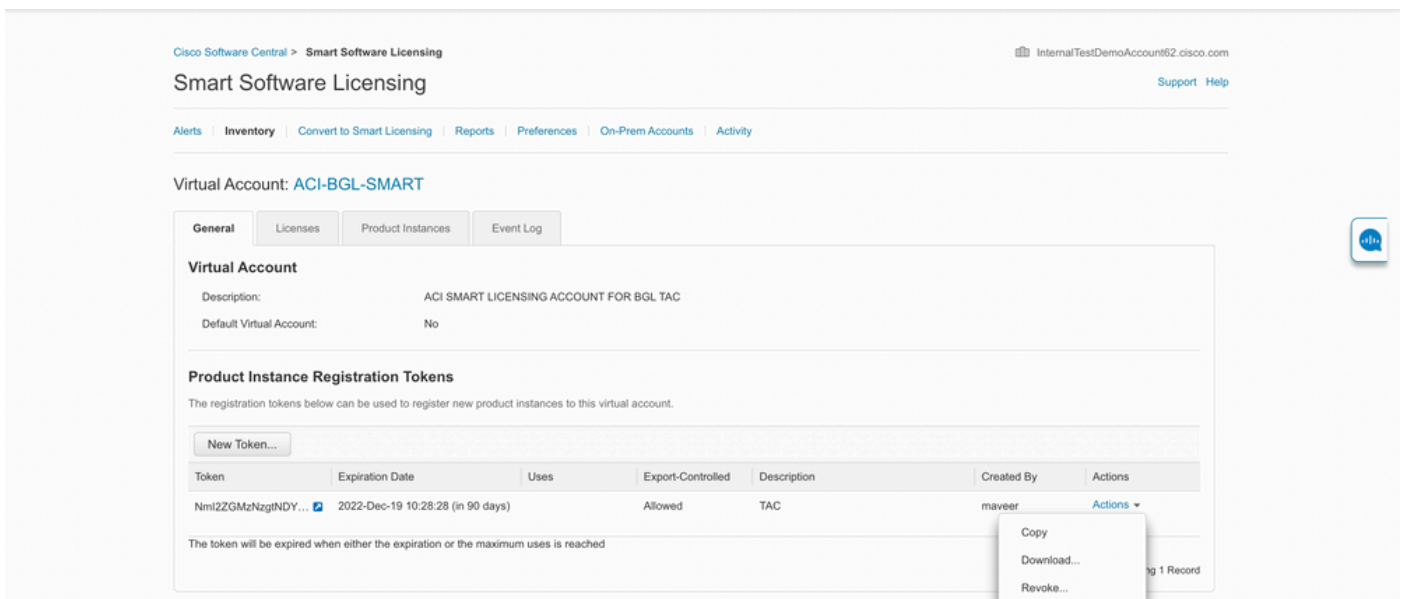 Cisco Software Central > Smart Software Licensing
InternalTestDemoAccount62.cisco.com
Smart Software Licensing
Support Help
Alerts Inventory Convert to Smart Licensing Reports Preferences On-Prem Accounts Activity
Virtual Account: ACI-BGL-SMART
General Licenses Product Instances Event Log
Virtual Account
Description: ACI SMART LICENSING ACCOUNT FOR BGL TAC
Default Virtual Account: No
Product Instance Registration Tokens
The registration tokens below can be used to register new product instances to this virtual account.
New Token...
Token Expiration Date Uses Export-Controlled Description Created By Actions
NmI2ZGMzNzgtNDY... 2022-Dec-19 10:28:28 (in 90 days) Allowed TAC maveer Actions
Copy
The token will be expired when either the expiration or the maximum uses is reached
Download...
ng 1 Record
Revoke...